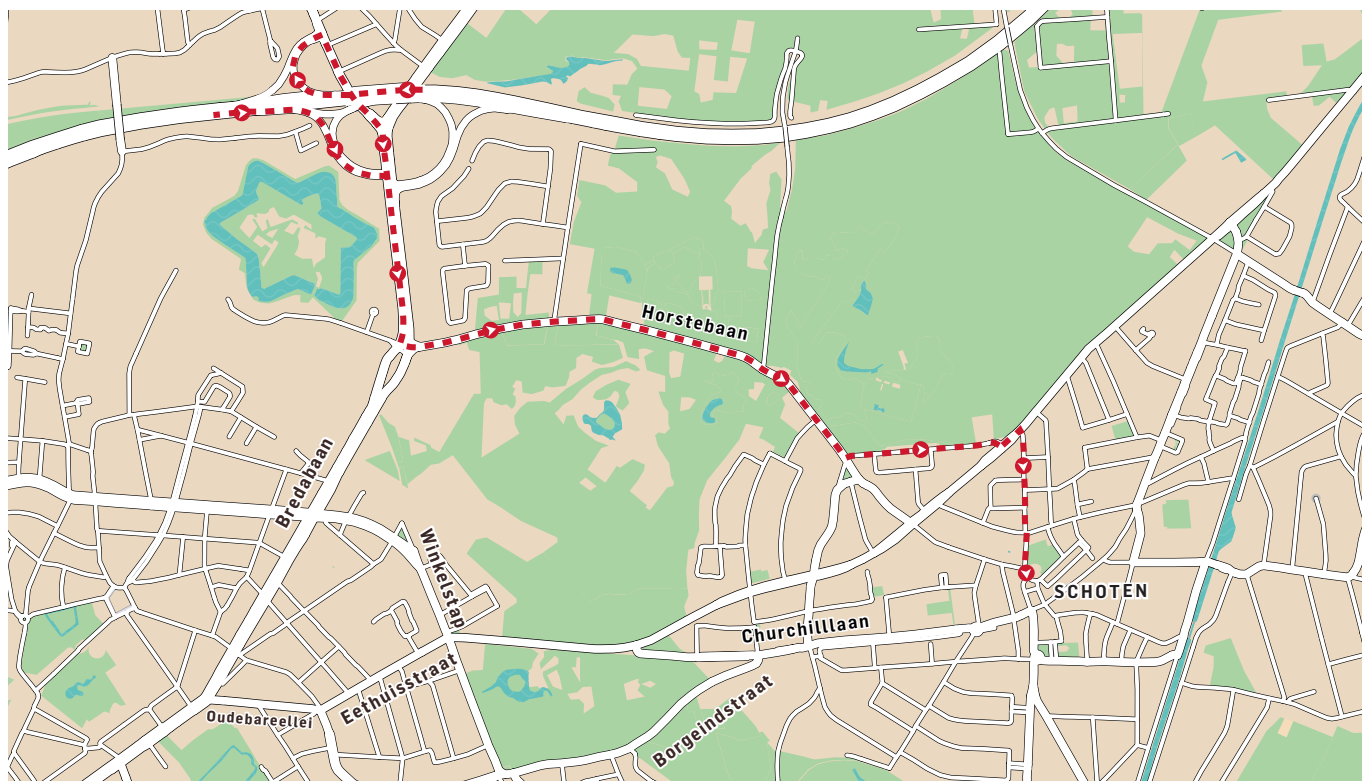 Horstebaan
Bredabaan
Winkelstap
SCHOTEN
Churchilllaan
Eethuisstraat
Oudebareellei
Borgeindstraat